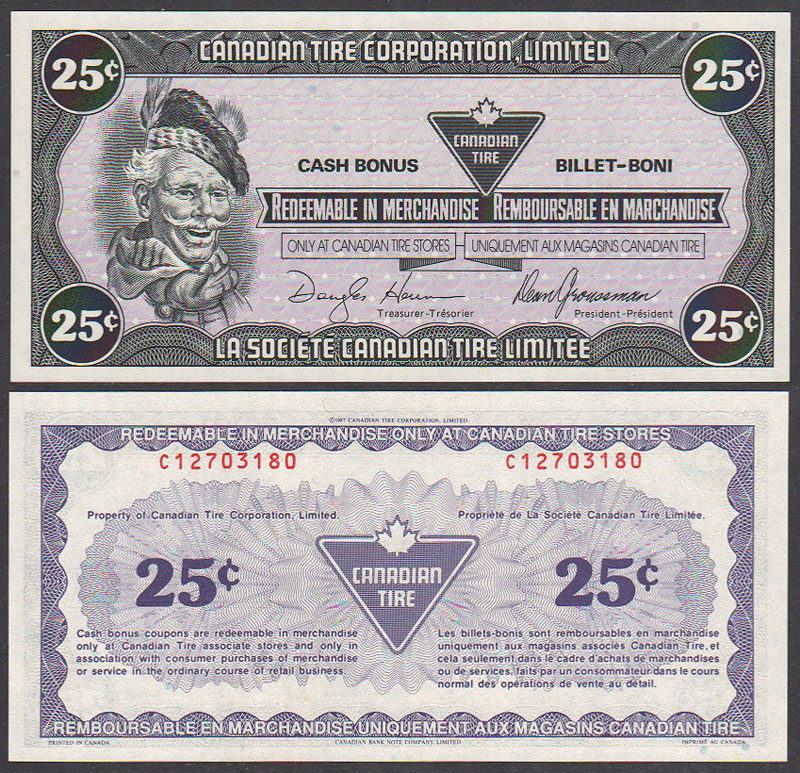 CANADIAN TIRE CORPORATION, LIMITED
25¢ 25¢
CANADIAN
TIRE
CASH BONUS BILLET-BONI
REDEEMABLE IN MERCHANDISE REMBOURSABLE EN MARCHANDISE
ONLY AT CANADIAN TIRE STORES UNIQUEMENT AUX MAGASINS CANADIAN TIRE
Treasurer-Trésorier President-Président
25¢ 25¢
LA SOCIÉTÉ CANADIAN TIRE LIMITÉE
©1987 CANADIAN TIRE CORPORATION, LIMITED.
REDEEMABLE IN MERCHANDISE ONLY AT CANADIAN TIRE STORES
C12703180 C12703180
Property of Canadian Tire Corporation, Limited. Propriété de La Société Canadian Tire Limitée.
25¢ 25¢
CANADIAN
TIRE
Cash bonus coupons are redeemable in merchandise
only at Canadian Tire associate stores and only in
association with consumer purchases of merchandise
or service in the ordinary course of retail business.
Les billets-bonis sont remboursables en marchandise
uniquement aux magasins associés Canadian Tire, et
cela seulement dans le cadre d'achats de marchandises
ou de services, faits par un consommateur dans le cours
normal des opérations de vente au détail.
REMBOURSABLE EN MARCHANDISE UNIQUEMENT AUX MAGASINS CANADIAN TIRE
PRINTED IN CANADA CANADIAN BANK NOTE COMPANY, LIMITED. IMPRIMÉ AU CANADA